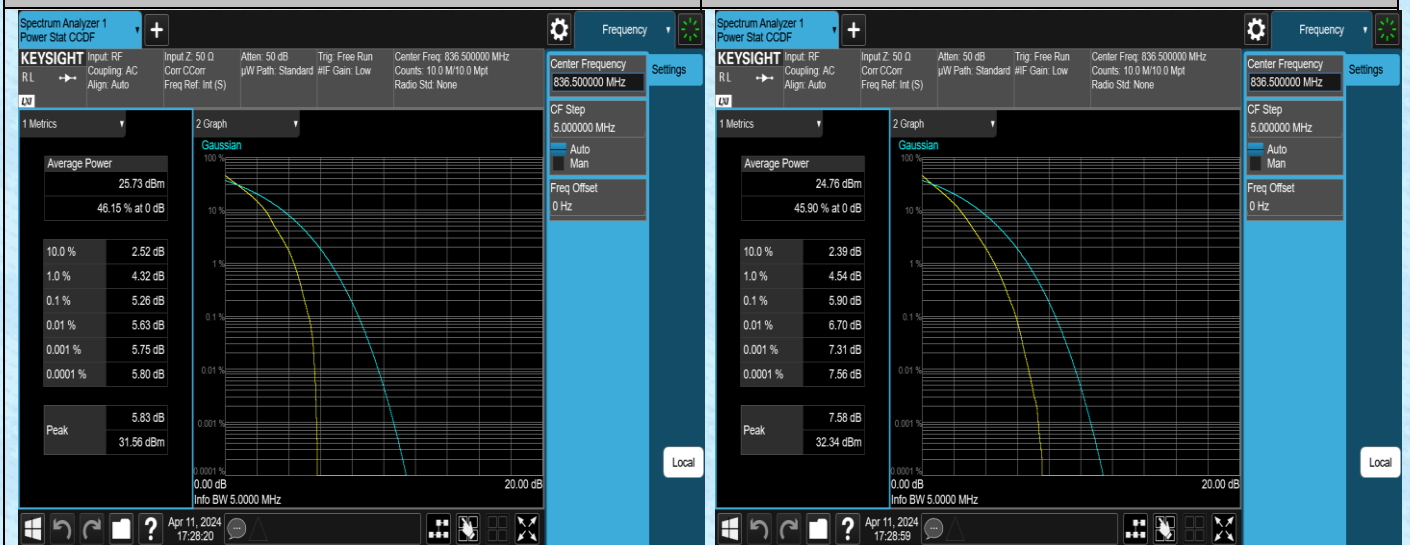 Spectrum Analyzer 1
Power Stat CCDF
Frequency
KEYSIGHT
RL
LXI
Input: RF
Coupling: AC
Align: Auto
Input Z: 50 Ω
Corr CCorr
Freq Ref: Int (S)
Atten: 50 dB
µW Path: Standard
Trig: Free Run
#IF Gain: Low
Center Freq: 836.500000 MHz
Counts: 10.0 M/10.0 Mpt
Radio Std: None
Center Frequency
836.500000 MHz
Settings
CF Step
5.000000 MHz
Auto
Man
Freq Offset
0 Hz
1 Metrics
Average Power
25.73 dBm
46.15 % at 0 dB
10.0 % 2.52 dB
1.0 % 4.32 dB
0.1 % 5.26 dB
0.01 % 5.63 dB
0.001 % 5.75 dB
0.0001 % 5.80 dB
Peak
5.83 dB
31.56 dBm
2 Graph
Gaussian
100 %
10 %
1 %
0.1 %
0.01 %
0.001 %
0.0001 %
0.00 dB
20.00 dB
Info BW 5.0000 MHz
Local
?
Apr 11, 2024
17:28:20
Spectrum Analyzer 1
Power Stat CCDF
Frequency
KEYSIGHT
RL
LXI
Input: RF
Coupling: AC
Align: Auto
Input Z: 50 Ω
Corr CCorr
Freq Ref: Int (S)
Atten: 50 dB
µW Path: Standard
Trig: Free Run
#IF Gain: Low
Center Freq: 836.500000 MHz
Counts: 10.0 M/10.0 Mpt
Radio Std: None
Center Frequency
836.500000 MHz
Settings
CF Step
5.000000 MHz
Auto
Man
Freq Offset
0 Hz
1 Metrics
Average Power
24.76 dBm
45.90 % at 0 dB
10.0 % 2.39 dB
1.0 % 4.54 dB
0.1 % 5.90 dB
0.01 % 6.70 dB
0.001 % 7.31 dB
0.0001 % 7.56 dB
Peak
7.58 dB
32.34 dBm
2 Graph
Gaussian
100 %
10 %
1 %
0.1 %
0.01 %
0.001 %
0.0001 %
0.00 dB
20.00 dB
Info BW 5.0000 MHz
Local
?
Apr 11, 2024
17:28:59